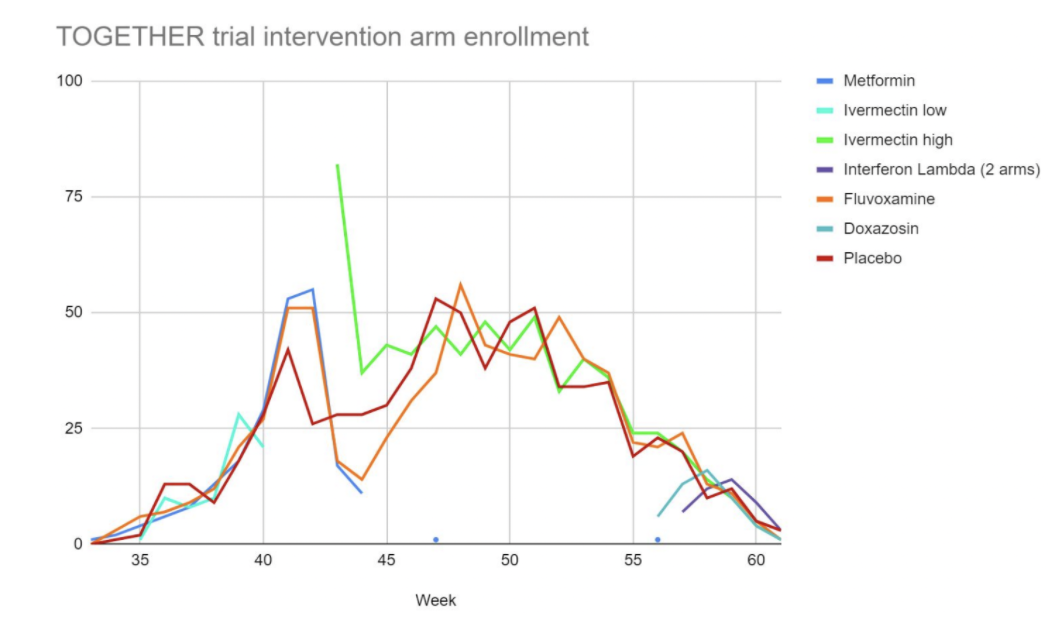 TOGETHER trial intervention arm enrollment
100
75
50
25
0
35 40 45 50 55 60
Week
Metformin
Ivermectin low
Ivermectin high
Interferon Lambda (2 arms)
Fluvoxamine
Doxazosin
Placebo